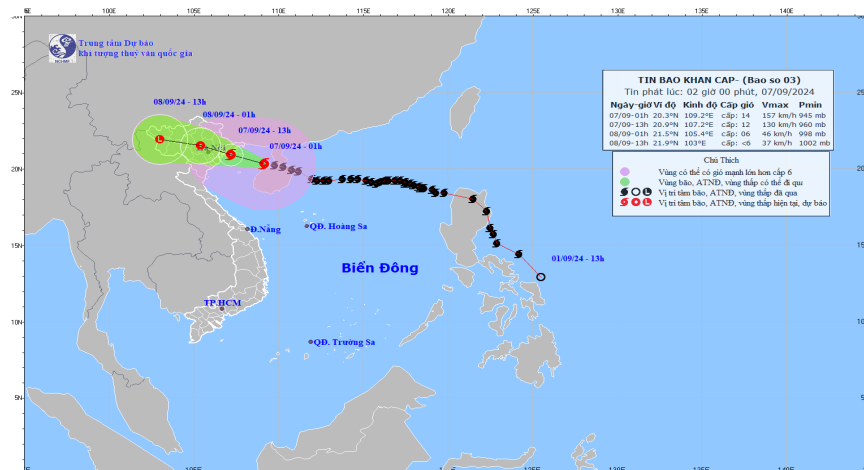 Trung tâm Dự báo
khí tượng thuỷ văn quốc gia
TIN BAO KHAN CAP- (Bao so 03)
Tin phát lúc: 02 giờ 00 phút, 07/09/2024
Ngày-giờ Vĩ độ Kinh độ Cấp gió Vmax Pmin
07/09-01h 20.3°N 109.2°E cấp: 14 157 km/h 945 mb
07/09-13h 20.9°N 107.2°E cấp: 12 130 km/h 960 mb
08/09-01h 21.5°N 105.4°E cấp: 06 46 km/h 998 mb
08/09-13h 21.9°N 103°E cấp: <6 37 km/h 1002 mb
Chú Thích
Vùng có thể có gió mạnh lớn hơn cấp 6
Vùng bão, ATNĐ, vùng thấp có thể đi qua
Vị trí tâm bão, ATNĐ, vùng thấp đã qua
Vị trí tâm bão, ATNĐ, vùng thấp hiện tại, dự báo
08/09/24 - 13h
08/09/24 - 01h
07/09/24 - 13h
07/09/24 - 01h
Đ.Nẵng
QĐ. Hoàng Sa
01/09/24 - 13h
Biển Đông
TP.HCM
QĐ. Trường Sa
25N
20N
15N
10N
5N
105E
110E
115E
120E
125E
130E
135E
140E